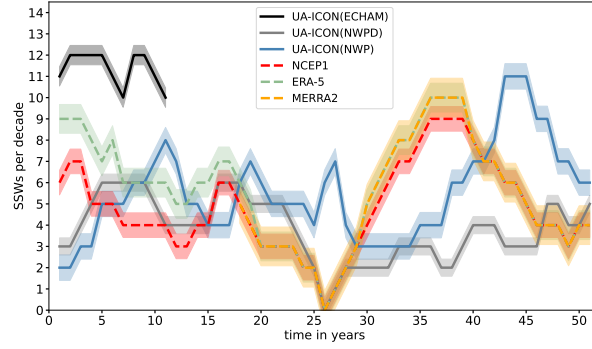 UA-ICON(ECHAM)
UA-ICON(NWPD)
UA-ICON(NWP)
NCEP1
ERA-5
MERRA2
SSWs per decade
14
13
12
11
10
9
8
7
6
5
4
3
2
1
0
0 5 10 15 20 25 30 35 40 45 50
time in years